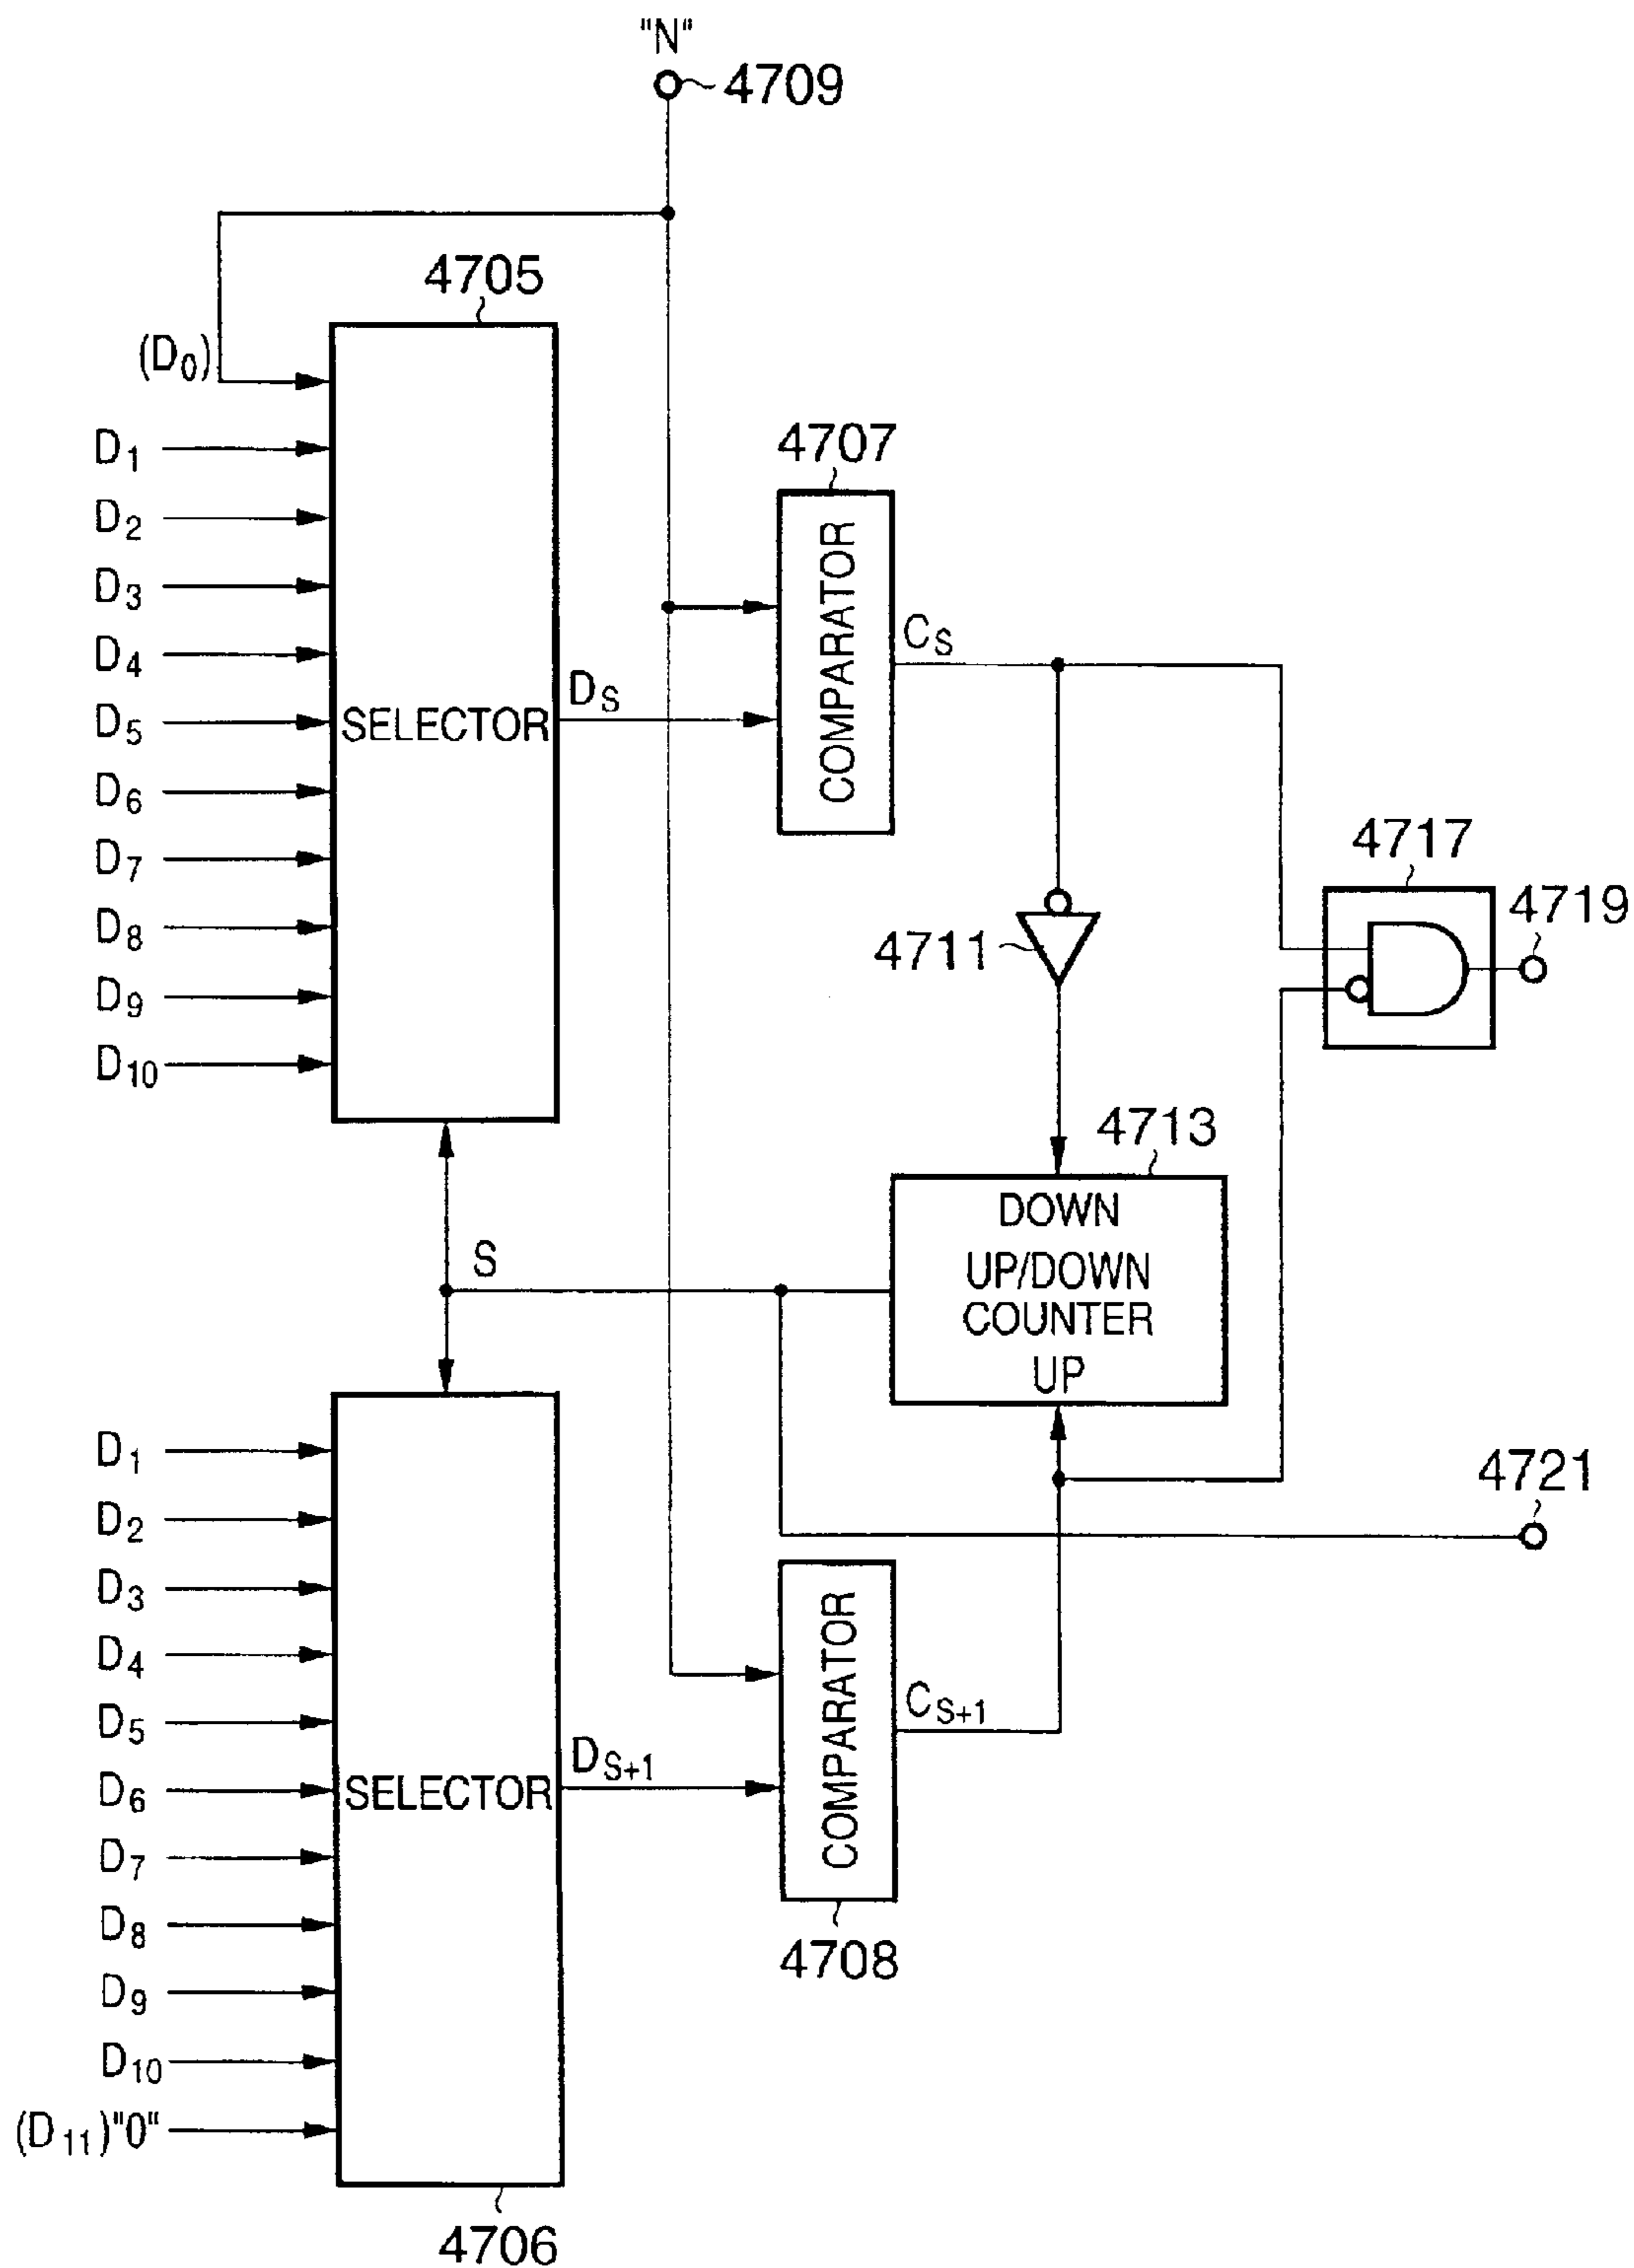 "N"
4709
4705
(D0)
D1
D2
D3
D4
D5
D6
D7
D8
D9
D10
SELECTOR
DS
4707
COMPARATOR
CS
4711
4717
4719
4713
DOWN
UP/DOWN
COUNTER
UP
S
4721
D1
D2
D3
D4
D5
D6
D7
D8
D9
D10
(D11)"0"
SELECTOR
DS+1
COMPARATOR
CS+1
4708
4706